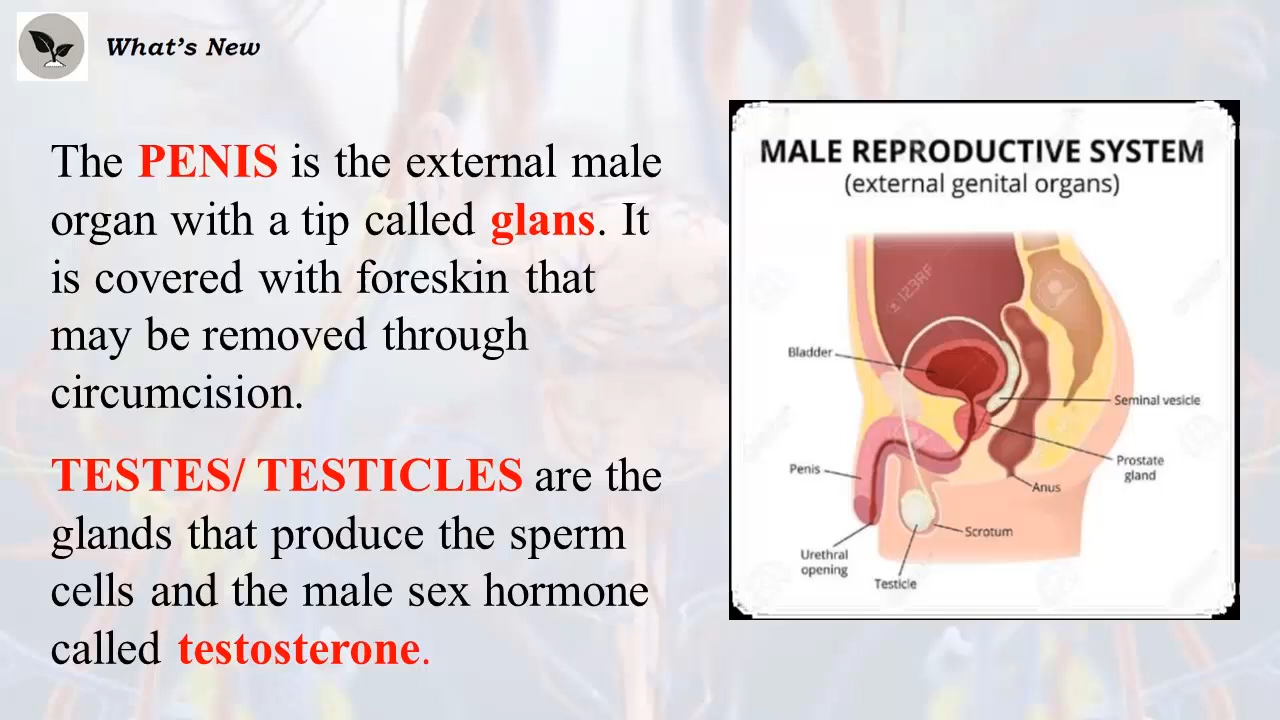 What's New
The PENIS is the external male
organ with a tip called glans. It
is covered with foreskin that
may be removed through
circumcision.
TESTES/ TESTICLES are the
glands that produce the sperm
cells and the male sex hormone
called testosterone.
MALE REPRODUCTIVE SYSTEM
(external genital organs)
123RF
Bladder
Seminal vesicle
Penis
Prostate
gland
Anus
Scrotum
Urethral
opening
Testicle